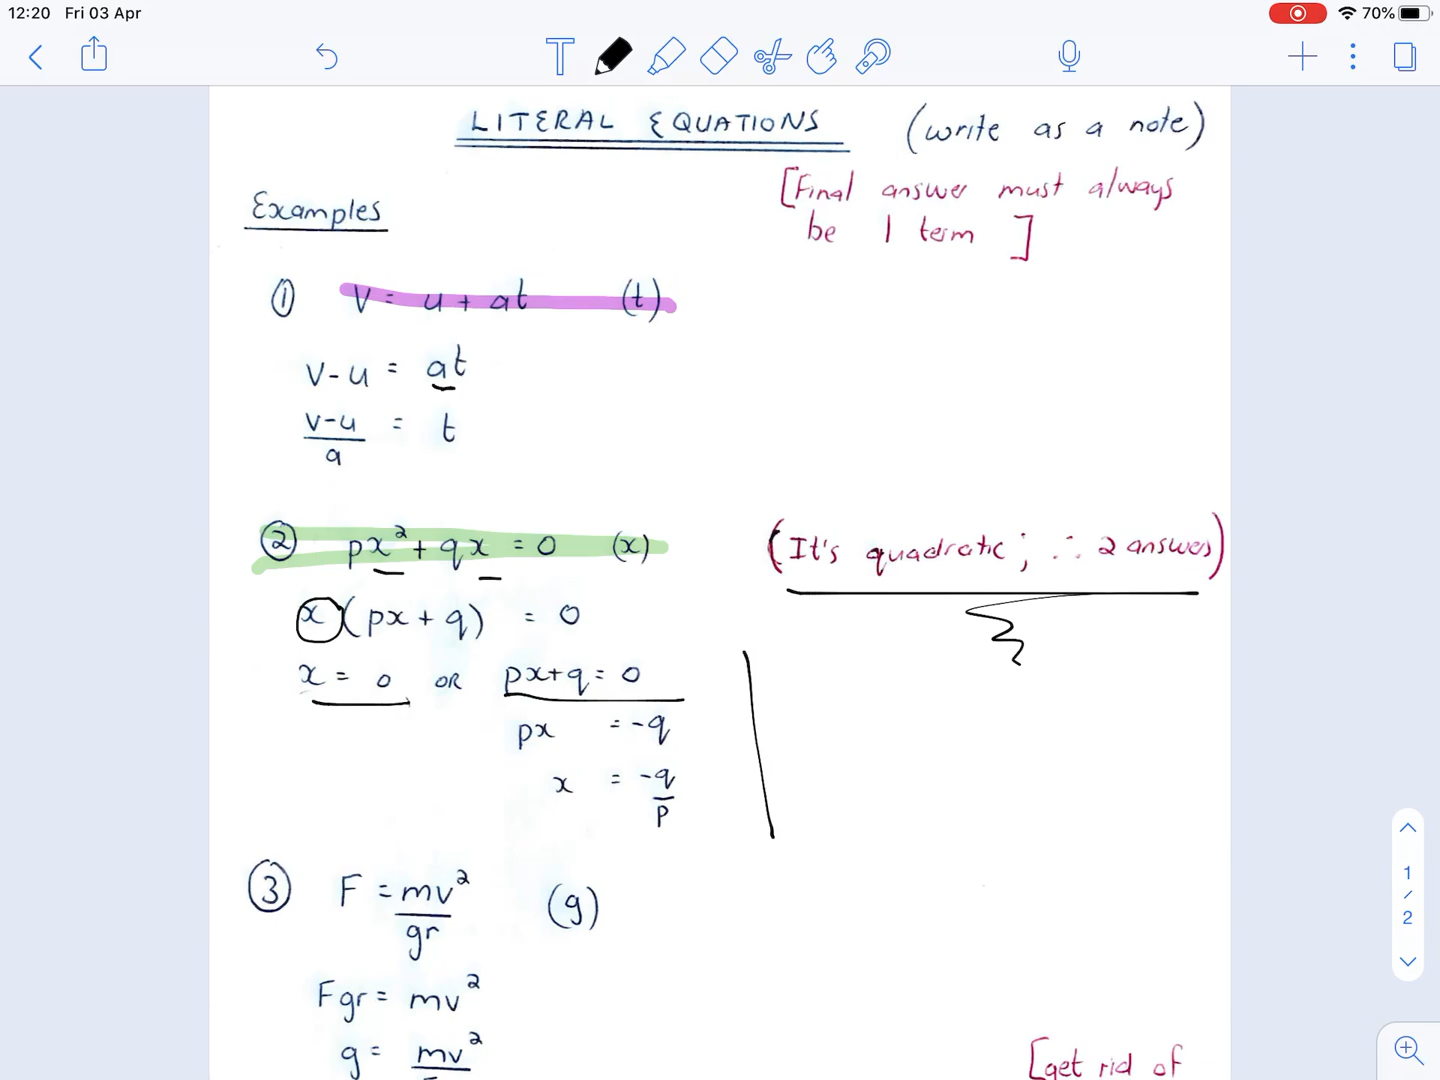 12:20 Fri 03 Apr
70%
LITERAL EQUATIONS (write as a note)
[Final answer must always
be 1 term ]
Examples
① v = u + at (t)
v-u = at
v-u/a = t
② px² + qx = 0 (x) (It's quadratic; ∴ 2 answers)
x(px + q) = 0
x = 0 OR px+q = 0
px = -q
x = -q/p
③ F = mv²/gr (g)
Fgr = mv²
g = mv²
[get rid of
1
/
2